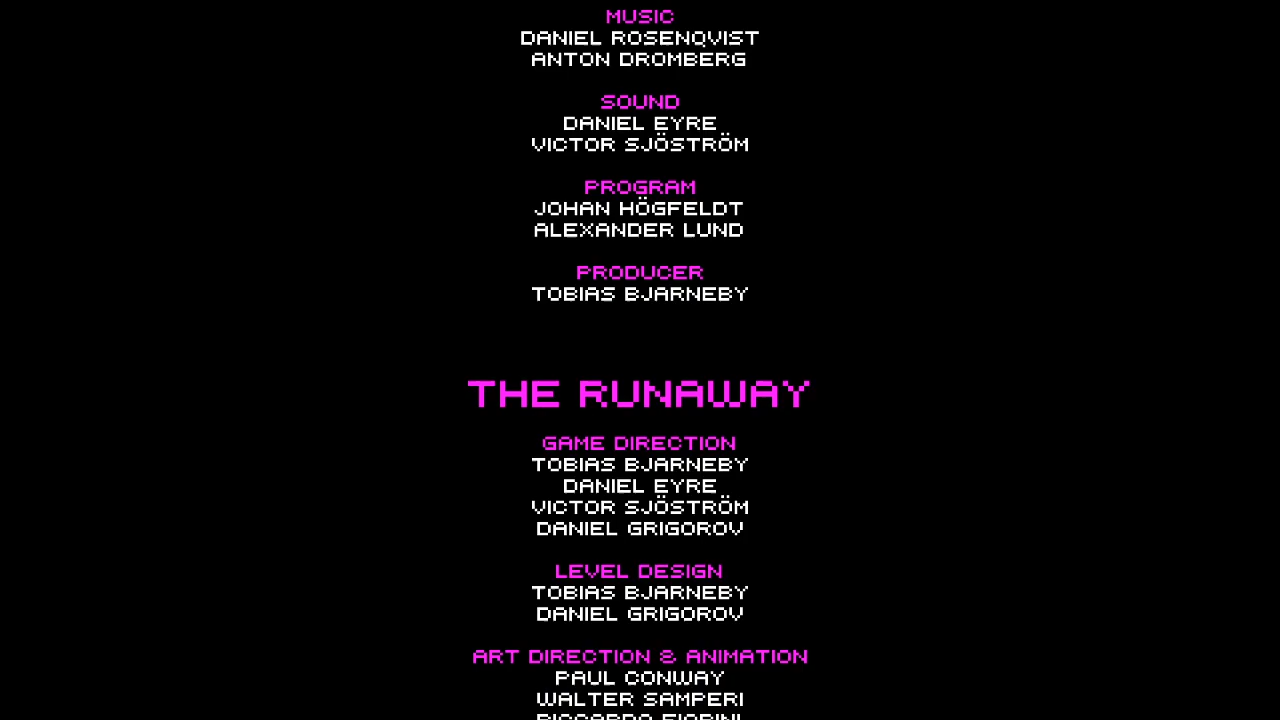 MUSIC
DANIEL ROSENQVIST
ANTON DROMBERG
SOUND
DANIEL EYRE
VICTOR SJÖSTRÖM
PROGRAM
JOHAN HÖGFELDT
ALEXANDER LUND
PRODUCER
TOBIAS BJARNEBY
THE RUNAWAY
GAME DIRECTION
TOBIAS BJARNEBY
DANIEL EYRE
VICTOR SJÖSTRÖM
DANIEL GRIGOROV
LEVEL DESIGN
TOBIAS BJARNEBY
DANIEL GRIGOROV
ART DIRECTION & ANIMATION
PAUL CONWAY
WALTER SAMPERI
RICCARDO FIORINI